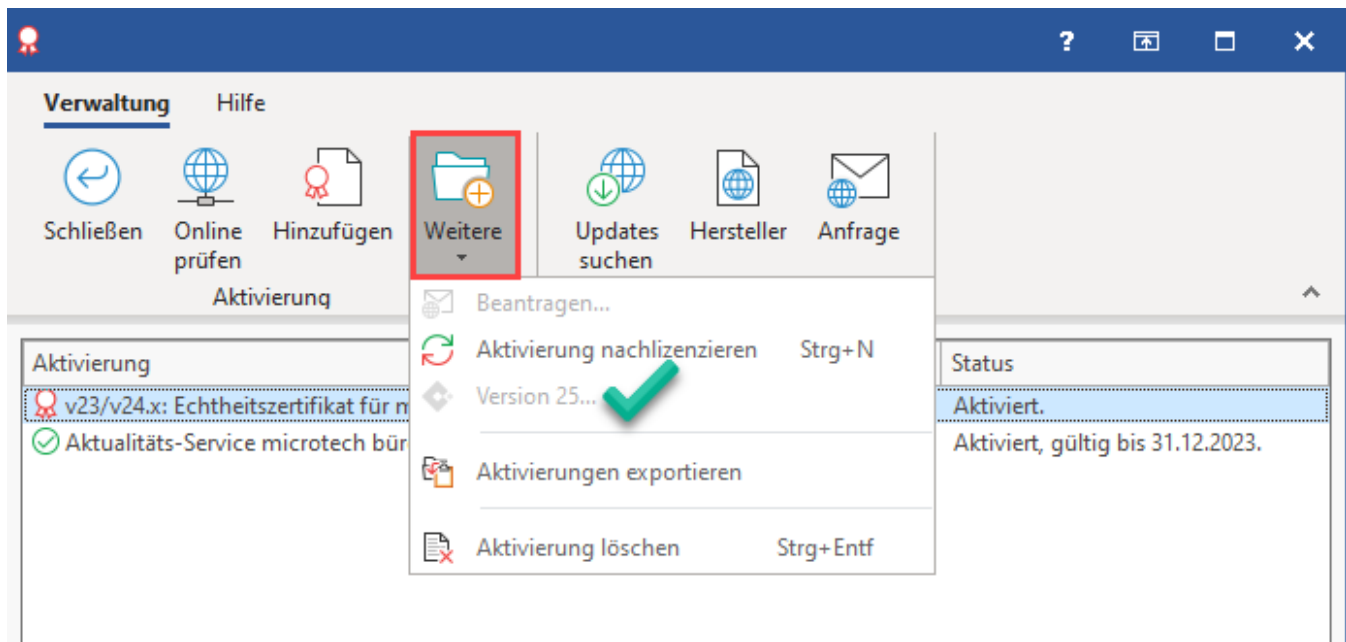 ?
Verwaltung Hilfe
Schließen Online prüfen Hinzufügen Weitere Updates suchen Hersteller Anfrage
Aktivierung
Beantragen...
Aktivierung nachlizenzieren Strg+N
Version 25...
Aktivierungen exportieren
Aktivierung löschen Strg+Entf
Aktivierung Status
v23/v24.x: Echtheitszertifikat für Aktiviert.
Aktualitäts-Service microtech bür Aktiviert, gültig bis 31.12.2023.